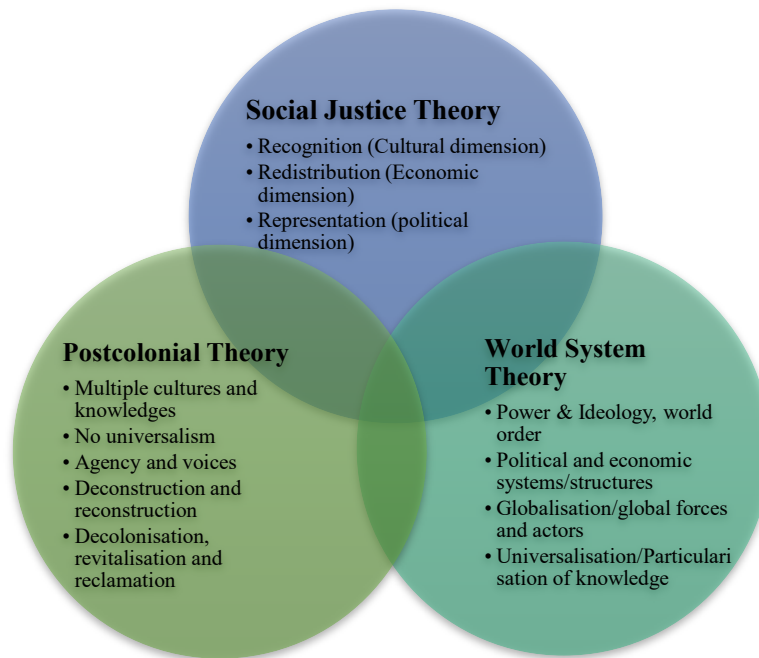 Social Justice Theory
• Recognition (Cultural dimension)
• Redistribution (Economic
dimension)
• Representation (political
dimension)
Postcolonial Theory
• Multiple cultures and
knowledges
• No universalism
• Agency and voices
• Deconstruction and
reconstruction
• Decolonisation,
revitalisation and
reclamation
World System
Theory
• Power & Ideology, world
order
• Political and economic
systems/structures
• Globalisation/global forces
and actors
• Universalisation/Particulari
sation of knowledge